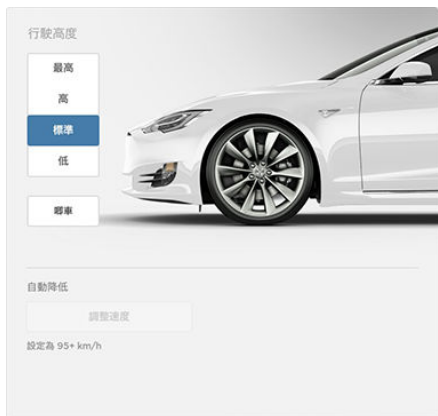 行駛高度
最高
高
標準
低
唧車
自動降低
調整速度
設定為 95+ km/h